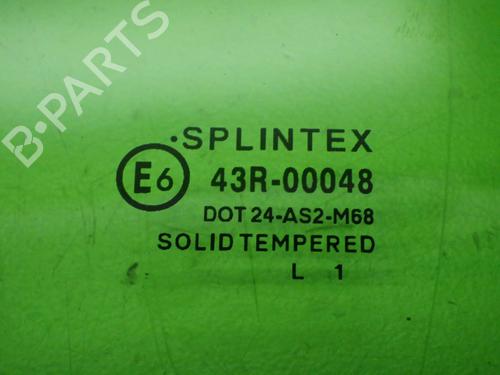 B-PARTS
·SPLINTEX
E6 43R-00048
DOT 24-AS2-M68
SOLID TEMPERED
L 1